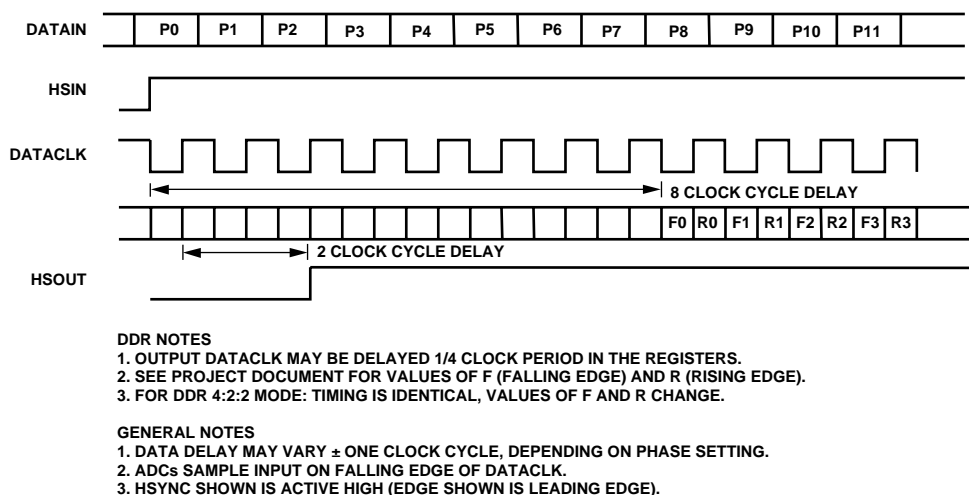 DATAIN P0 P1 P2 P3 P4 P5 P6 P7 P8 P9 P10 P11
HSIN
DATACLK
8 CLOCK CYCLE DELAY
F0 R0 F1 R1 F2 R2 F3 R3
2 CLOCK CYCLE DELAY
HSOUT
DDR NOTES
1. OUTPUT DATACLK MAY BE DELAYED 1/4 CLOCK PERIOD IN THE REGISTERS.
2. SEE PROJECT DOCUMENT FOR VALUES OF F (FALLING EDGE) AND R (RISING EDGE).
3. FOR DDR 4:2:2 MODE: TIMING IS IDENTICAL, VALUES OF F AND R CHANGE.
GENERAL NOTES
1. DATA DELAY MAY VARY ± ONE CLOCK CYCLE, DEPENDING ON PHASE SETTING.
2. ADCs SAMPLE INPUT ON FALLING EDGE OF DATACLK.
3. HSYNC SHOWN IS ACTIVE HIGH (EDGE SHOWN IS LEADING EDGE).